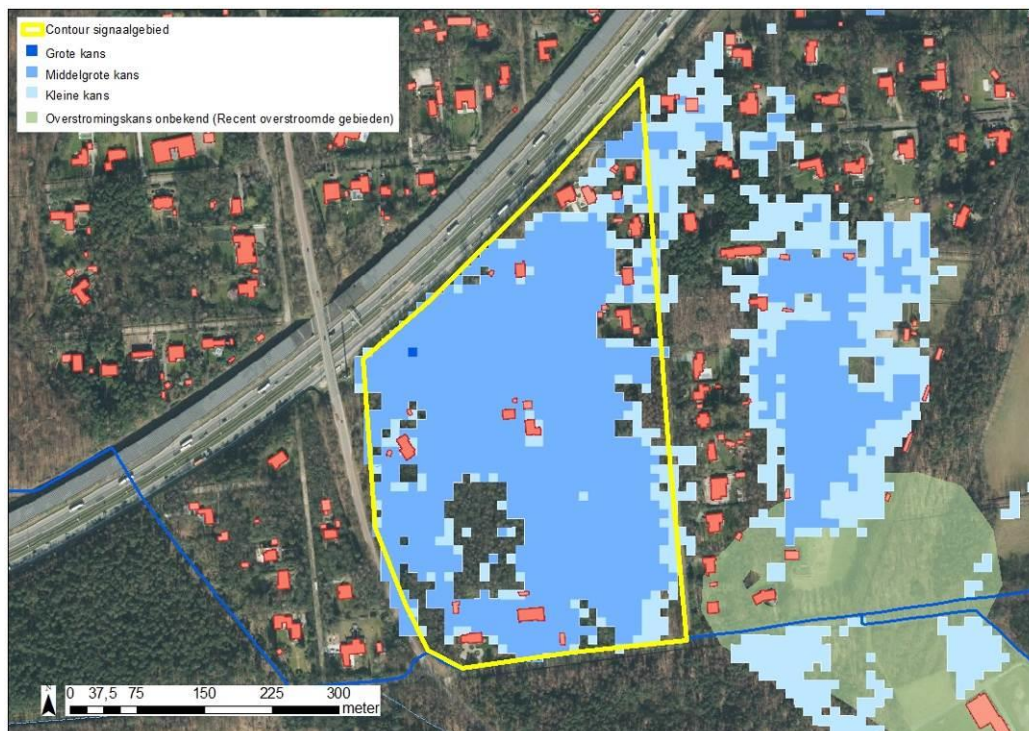 Contour signaalgebied
Grote kans
Middelgrote kans
Kleine kans
Overstromingskans onbekend (Recent overstroomde gebieden)
0 37,5 75 150 225 300
meter